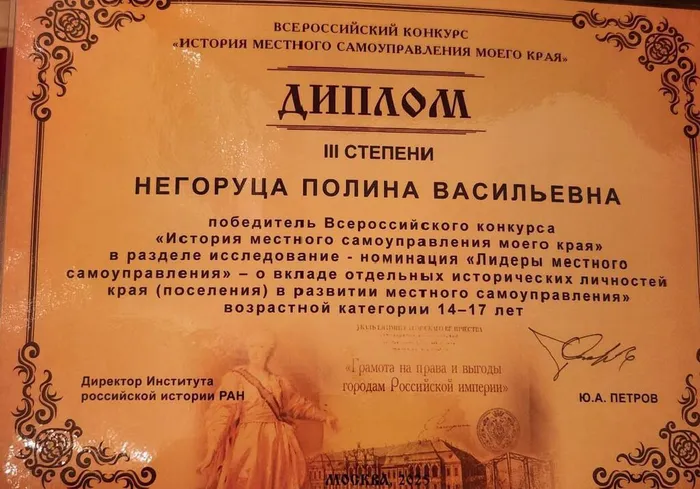 ВСЕРОССИЙСКИЙ КОНКУРС
«ИСТОРИЯ МЕСТНОГО САМОУПРАВЛЕНИЯ МОЕГО КРАЯ»
ДИПЛОМ
III СТЕПЕНИ
НЕГОРУЦА ПОЛИНА ВАСИЛЬЕВНА
победитель Всероссийского конкурса
«История местного самоуправления моего края»
в разделе исследование - номинация «Лидеры местного
самоуправления» – о вкладе отдельных исторических личностей
края (поселения) в развитии местного самоуправления»
возрастной категории 14–17 лет
«Грамота на права и выгоды
городам Российской империи»
Директор Института
российской истории РАН
Ю.А. ПЕТРОВ
МОСКВА, 2025